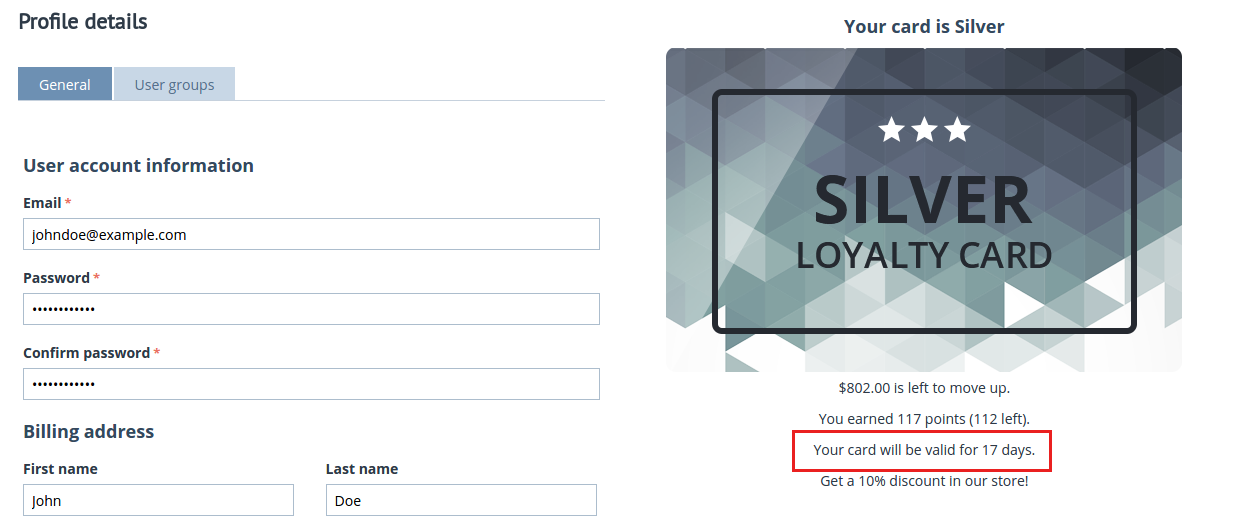 Profile details
General
User groups
User account information
Email *
johndoe@example.com
Password *
••••••••••••
Confirm password *
••••••••••••
Billing address
First name
Last name
John
Doe
Your card is Silver
SILVER
LOYALTY CARD
$802.00 is left to move up.
You earned 117 points (112 left).
Your card will be valid for 17 days.
Get a 10% discount in our store!